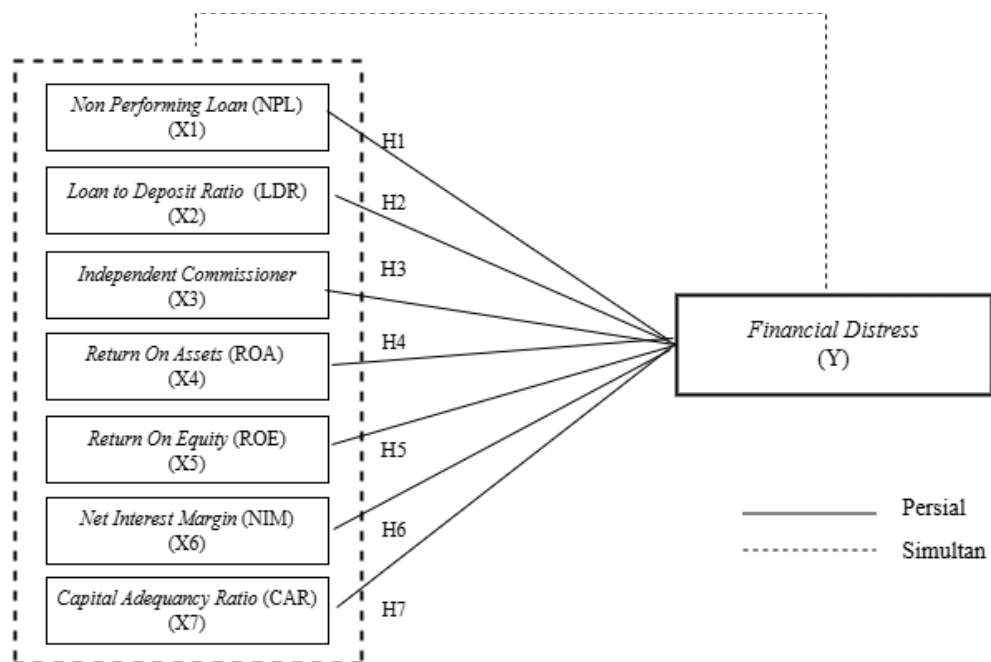 Non Performing Loan (NPL)
(X1)
H1
Loan to Deposit Ratio (LDR)
(X2)
H2
Independent Commissioner
(X3)
H3
Return On Assets (ROA)
(X4)
H4
Return On Equity (ROE)
(X5)
H5
Net Interest Margin (NIM)
(X6)
H6
Capital Adequancy Ratio (CAR)
(X7)
H7
Financial Distress
(Y)
Persial
Simultan